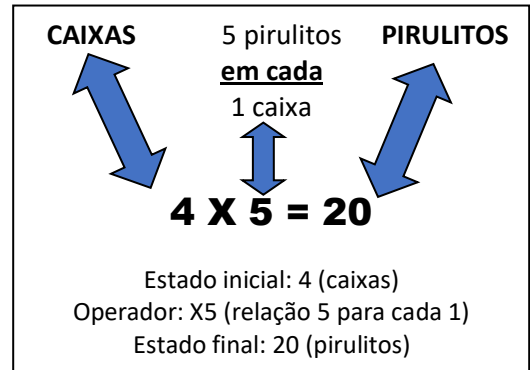 CAIXAS 5 pirulitos PIRULITOS
em cada
1 caixa
4 X 5 = 20
Estado inicial: 4 (caixas)
Operador: X5 (relação 5 para cada 1)
Estado final: 20 (pirulitos)